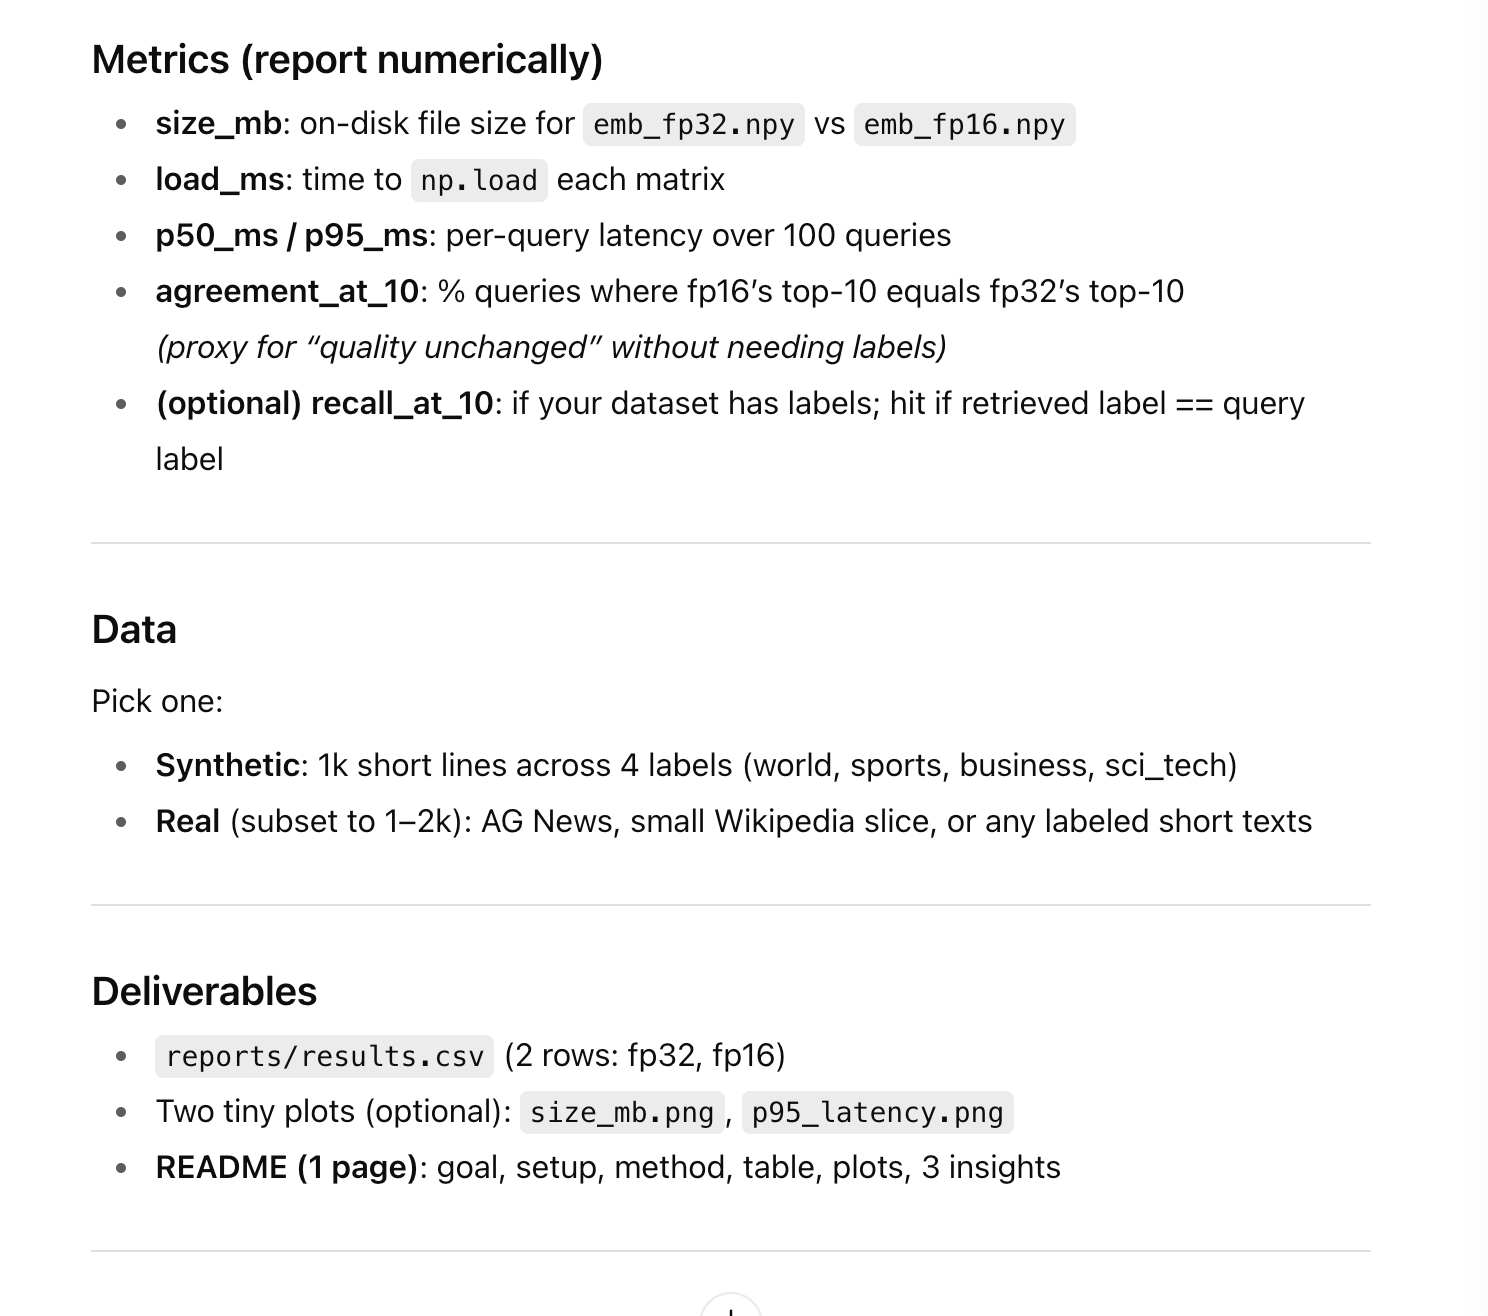 Metrics (report numerically)
size_mb: on-disk file size for emb_fp32.npy vs emb_fp16.npy
load_ms: time to np.load each matrix
p50_ms / p95_ms: per-query latency over 100 queries
agreement_at_10: % queries where fp16’s top-10 equals fp32’s top-10
(proxy for “quality unchanged” without needing labels)
(optional) recall_at_10: if your dataset has labels; hit if retrieved label == query
label
Data
Pick one:
Synthetic: 1k short lines across 4 labels (world, sports, business, sci_tech)
Real (subset to 1–2k): AG News, small Wikipedia slice, or any labeled short texts
Deliverables
reports/results.csv (2 rows: fp32, fp16)
Two tiny plots (optional): size_mb.png, p95_latency.png
README (1 page): goal, setup, method, table, plots, 3 insights